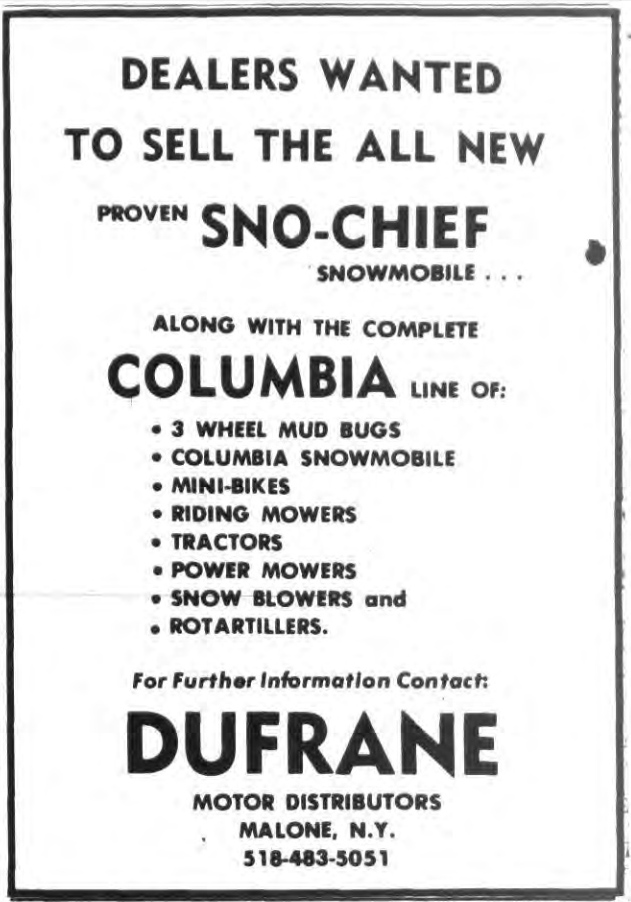 DEALERS WANTED
TO SELL THE ALL NEW
PROVEN SNO-CHIEF
SNOWMOBILE . . .
ALONG WITH THE COMPLETE
COLUMBIA LINE OF:
• 3 WHEEL MUD BUGS
• COLUMBIA SNOWMOBILE
• MINI-BIKES
• RIDING MOWERS
• TRACTORS
• POWER MOWERS
• SNOW BLOWERS and
• ROTARTILLERS.
For Further Information Contact:
DUFRANE
MOTOR DISTRIBUTORS
MALONE, N.Y.
518-483-5051